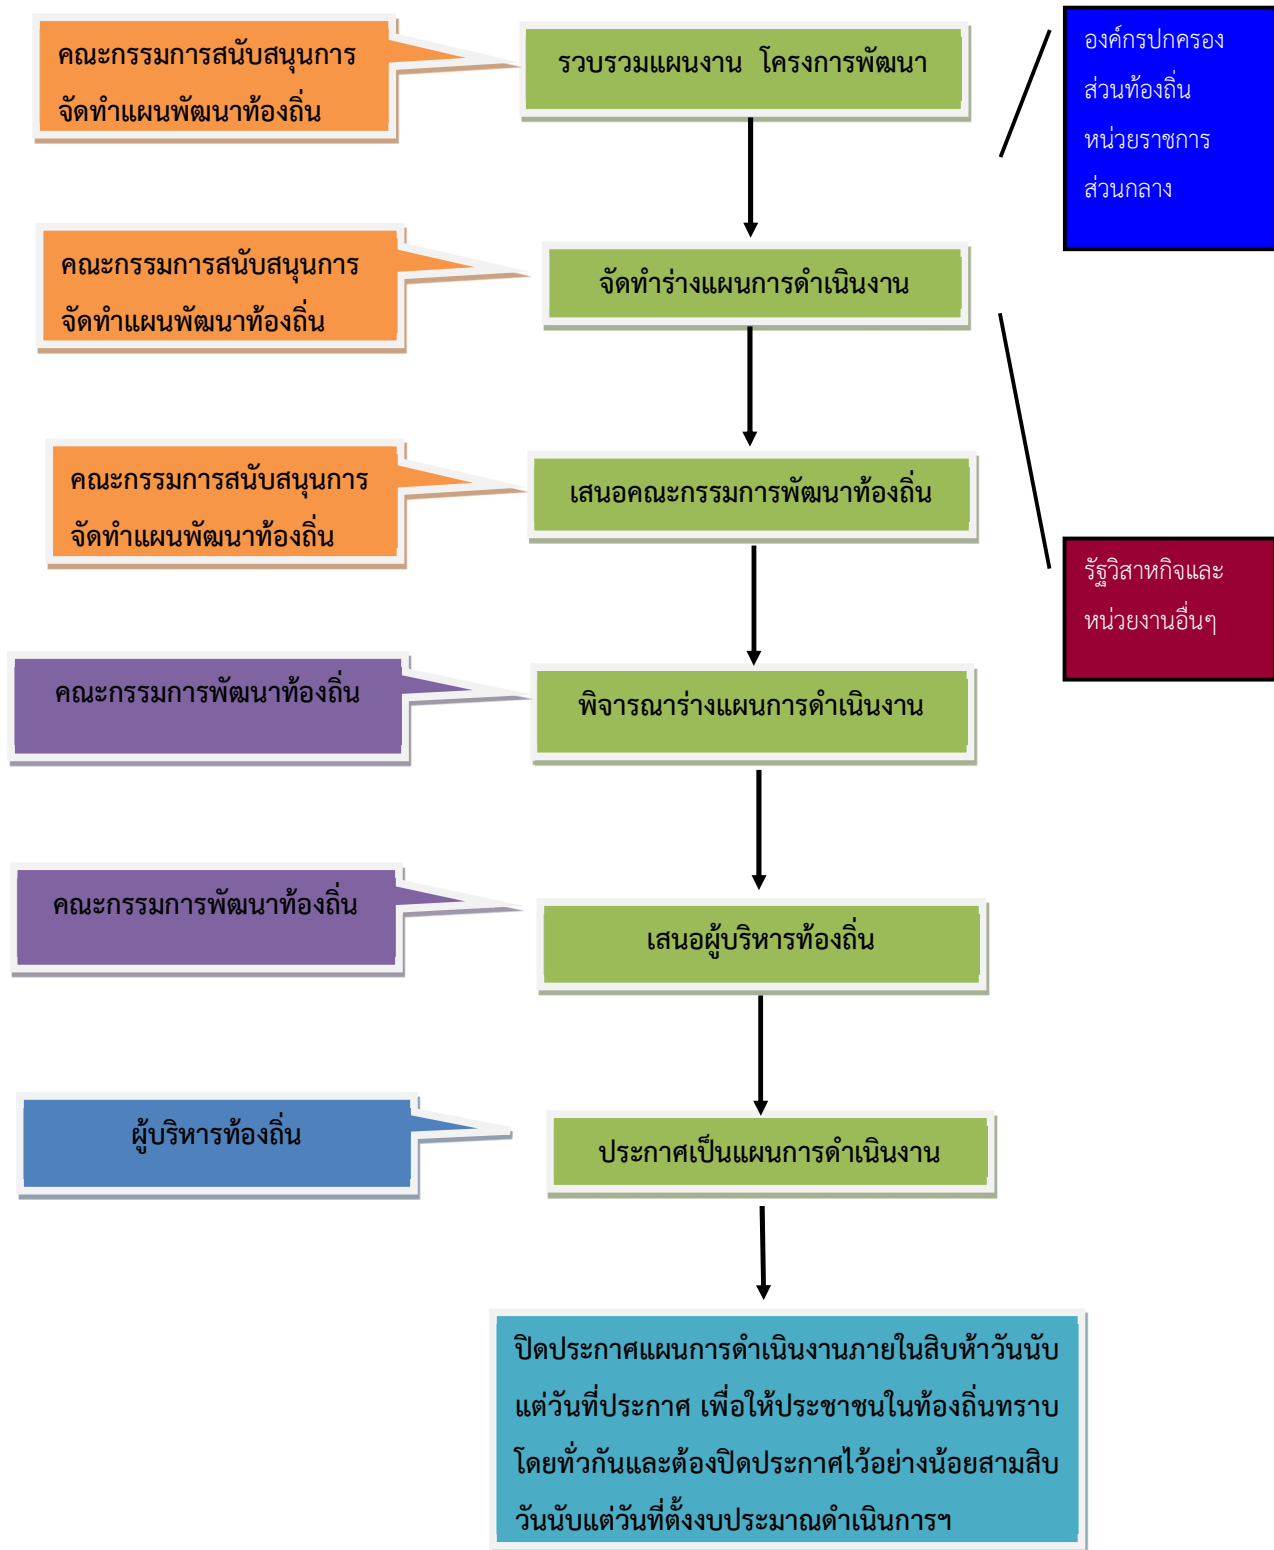 คณะกรรมการสนับสนุนการ
จัดทำแผนพัฒนาท้องถิ่น
รวบรวมแผนงาน โครงการพัฒนา
องค์กรปกครอง
ส่วนท้องถิ่น
หน่วยราชการ
ส่วนกลาง
คณะกรรมการสนับสนุนการ
จัดทำแผนพัฒนาท้องถิ่น
จัดทำร่างแผนการดำเนินงาน
คณะกรรมการสนับสนุนการ
จัดทำแผนพัฒนาท้องถิ่น
เสนอคณะกรรมการพัฒนาท้องถิ่น
รัฐวิสาหกิจและ
หน่วยงานอื่นๆ
คณะกรรมการพัฒนาท้องถิ่น
พิจารณาร่างแผนการดำเนินงาน
คณะกรรมการพัฒนาท้องถิ่น
เสนอผู้บริหารท้องถิ่น
ผู้บริหารท้องถิ่น
ประกาศเป็นแผนการดำเนินงาน
ปิดประกาศแผนการดำเนินงานภายในสิบห้าวันนับ
แต่วันที่ประกาศ เพื่อให้ประชาชนในท้องถิ่นทราบ
โดยทั่วกันและต้องปิดประกาศไว้อย่างน้อยสามสิบ
วันนับแต่วันที่ตั้งงบประมาณดำเนินการฯ